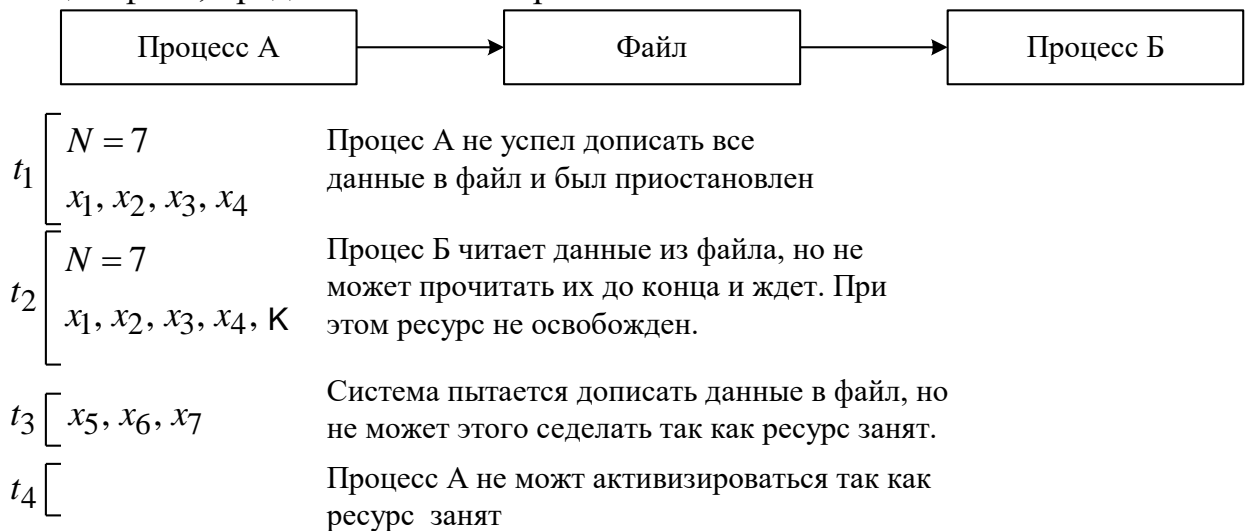 Процесс А Файл Процесс Б
t1 N = 7 Процес А не успел дописать все
x1, x2, x3, x4 данные в файл и был приостановлен
t2 N = 7 Процес Б читает данные из файла, но не
может прочитать их до конца и ждет. При
x1, x2, x3, x4, K этом ресурс не освобожден.
t3 x5, x6, x7 Система пытается дописать данные в файл, но
не может этого седелать так как ресурс занят.
t4 Процесс А не можт активизироваться так как
ресурс занят